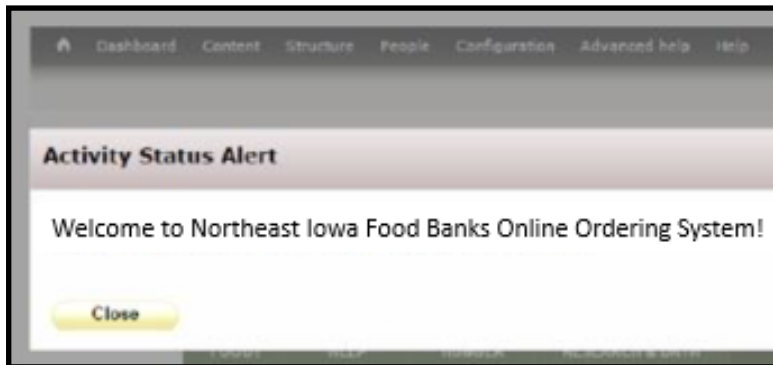 Dashboard Content Structure People Configuration Advanced help Help
Activity Status Alert
Welcome to Northeast Iowa Food Banks Online Ordering System!
Close